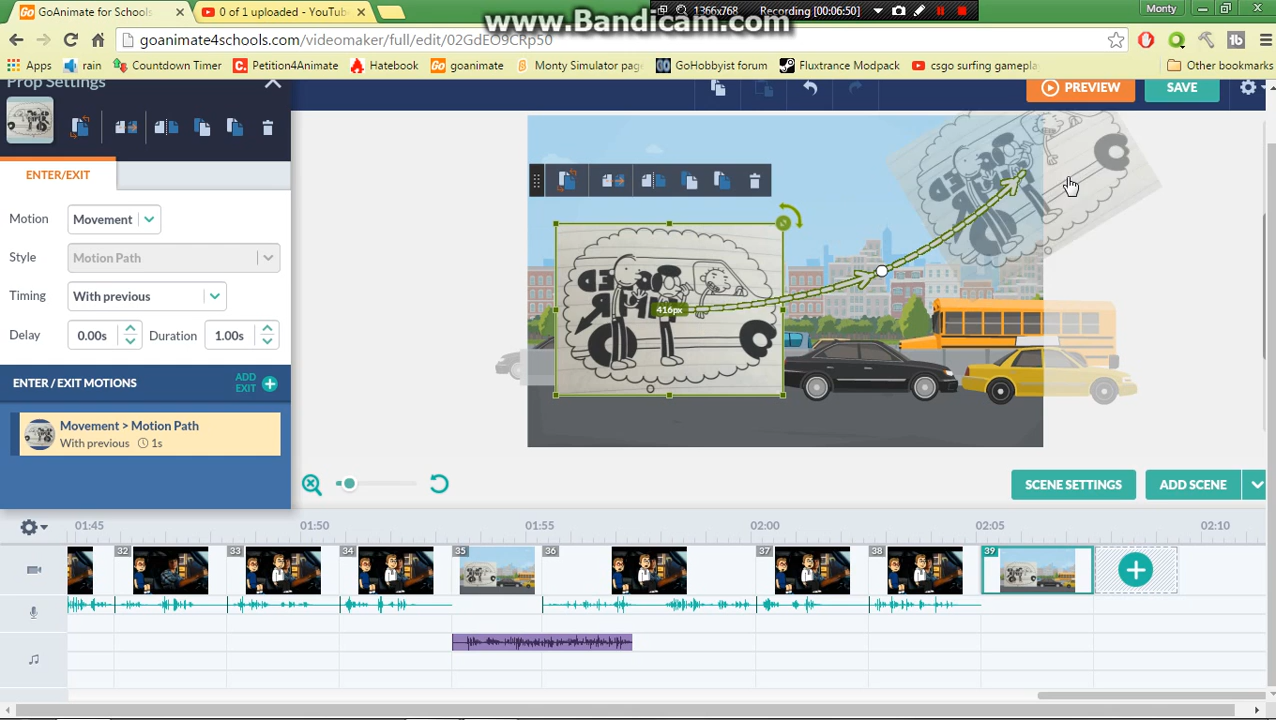 GoAnimate for Schools
0 of 1 uploaded - YouTube
www.Bandicam.com
1366x768
Recording [00:06:50]
Monty
goanimate4schools.com/videomaker/full/edit/02GdEO9CRp50
Apps
rain
Countdown Timer
Petition4Animate
Hatebook
goanimate
Monty Simulator page
GoHobbyist forum
Fluxtrance Modpack
csgo surfing gamepla
Other bookmarks
Prop Settings
PREVIEW
SAVE
ENTER/EXIT
Motion
Movement
Style
Motion Path
Timing
With previous
Delay
0.00s
Duration
1.00s
ENTER / EXIT MOTIONS
ADD EXIT
Movement > Motion Path
With previous
1s
416px
SCENE SETTINGS
ADD SCENE
01:45
01:50
01:55
02:00
02:05
02:10
32
33
34
35
36
37
38
39